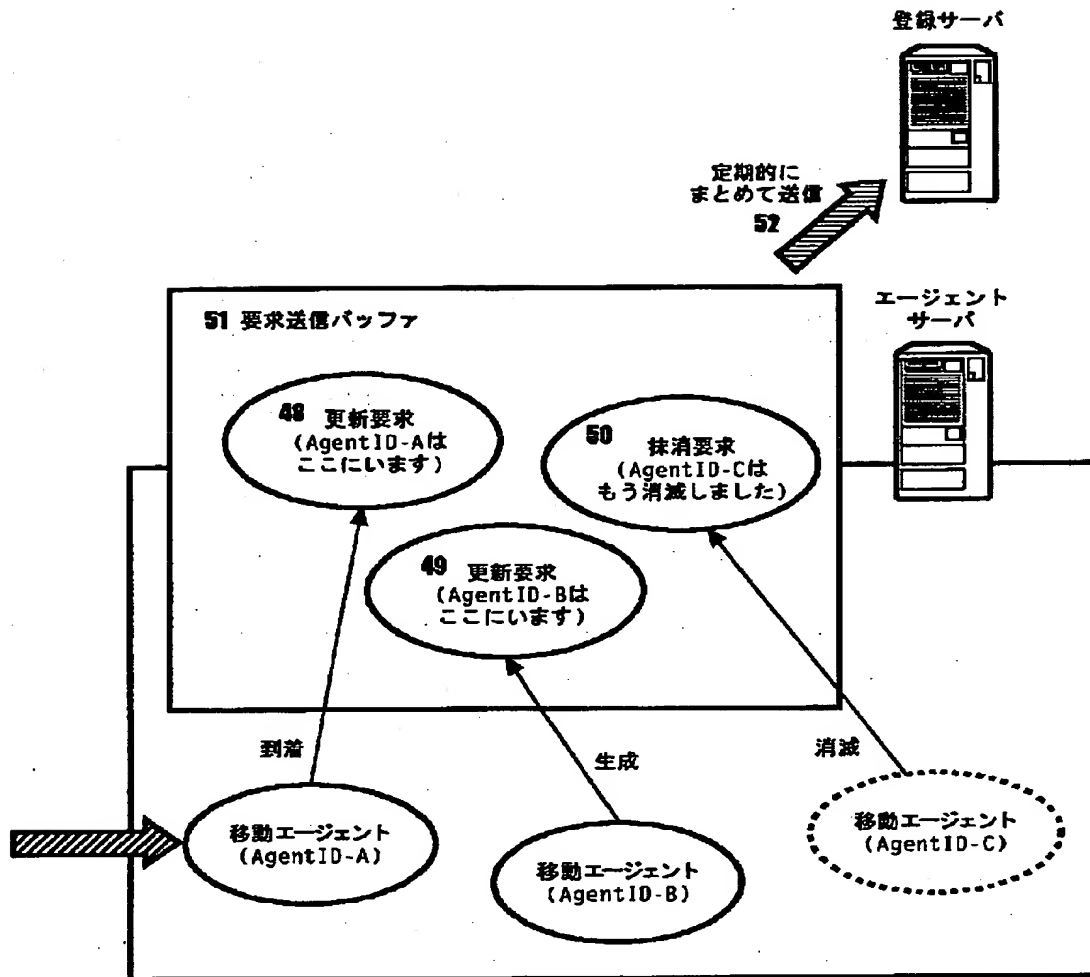 登録サーバ
定期的に
まとめて送信
52
エージェント
サーバ
51 要求送信バッファ
48 更新要求
(AgentID-Aは
ここにいます)
50 抹消要求
(AgentID-Cは
もう消滅しました)
49 更新要求
(AgentID-Bは
ここにいます)
到着
生成
消滅
移動エージェント
(AgentID-A)
移動エージェント
(AgentID-B)
移動エージェント
(AgentID-C)